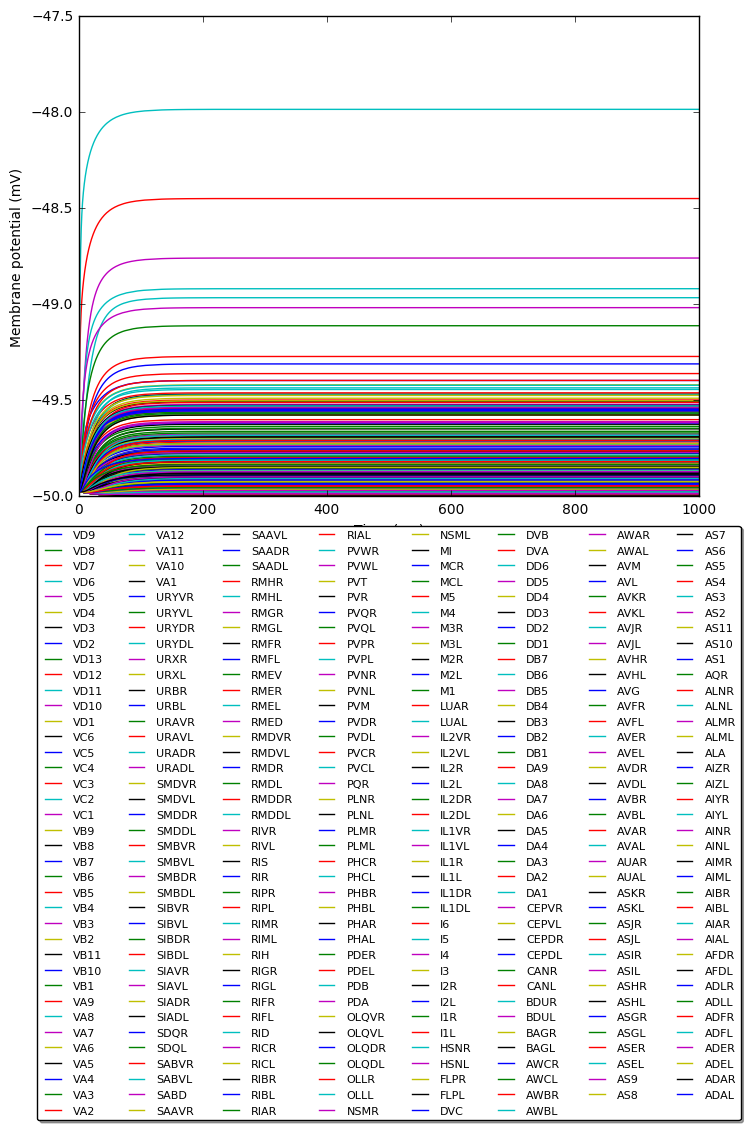 −47.5
−48.0
−48.5
−49.0
−49.5
−50.0
Membrane potential (mV)
0 200 400 600 800 1000
VD9 VA12 SAAVL RIAL NSML DVB AWAR AS7
VD8 VA11 SAADR PVWR MI DVA AWAL AS6
VD7 VA10 SAADL PVWL MCR DD6 AVM AS5
VD6 VA1 RMHR PVT MCL DD5 AVL AS4
VD5 URYVR RMHL PVR M5 DD4 AVKR AS3
VD4 URYVL RMGR PVQR M4 DD3 AVKL AS2
VD3 URYDR RMGL PVQL M3R DD2 AVJR AS11
VD2 URYDL RMFR PVPR M3L DD1 AVJL AS10
VD13 URXR RMFL PVPL M2R DB7 AVHR AS1
VD12 URXL RMEV PVNR M2L DB6 AVHL AQR
VD11 URBR RMER PVNL M1 DB5 AVG ALNR
VD10 URBL RMEL PVM LUAR DB4 AVFR ALNL
VD1 URAVR RMED PVDR LUAL DB3 AVFL ALMR
VC6 URAVL RMDVR PVDL IL2VR DB2 AVER ALML
VC5 URADR RMDVL PVCR IL2VL DB1 AVEL ALA
VC4 URADL RMDR PVCL IL2R DA9 AVDR AIZR
VC3 SMDVR RMDL PQR IL2L DA8 AVDL AIZL
VC2 SMDVL RMDDR PLNR IL2DR DA7 AVBR AIYR
VC1 SMDDR RMDDL PLNL IL2DL DA6 AVBL AIYL
VB9 SMDDL RIVR PLMR IL1VR DA5 AVAR AINR
VB8 SMBVR RIVL PLML IL1VL DA4 AVAL AINL
VB7 SMBVL RIS PHCR IL1R DA3 AUAR AIMR
VB6 SMBDR RIR PHCL IL1L DA2 AUAL AIML
VB5 SMBDL RIPR PHBR IL1DR DA1 ASKR AIBR
VB4 SIBVR RIPL PHBL IL1DL CEPVR ASKL AIBL
VB3 SIBVL RIMR PHAR I6 CEPVL ASJR AIAR
VB2 SIBDR RIML PHAL I5 CEPDR ASJL AIAL
VB11 SIBDL RIH PDER I4 CEPDL ASIR AFDR
VB10 SIAVR RIGR PDEL I3 CANR ASIL AFDL
VB1 SIAVL RIGL PDB I2R CANL ASHR ADLR
VA9 SIADR RIFR PDA I2L BDUR ASHL ADLL
VA8 SIADL RIFL OLQVR I1R BDUL ASGR ADFR
VA7 SDQR RID OLQVL I1L BAGR ASGL ADFL
VA6 SDQL RICR OLQDR HSNR BAGL ASER ADER
VA5 SABVR RICL OLQDL HSNL AWCR ASEL ADEL
VA4 SABVL RIBR OLLR FLPR AWCL AS9 ADAR
VA3 SABD RIBL OLLL FLPL AWBR AS8 ADAL
VA2 SAAVR RIAR NSMR DVC AWBL